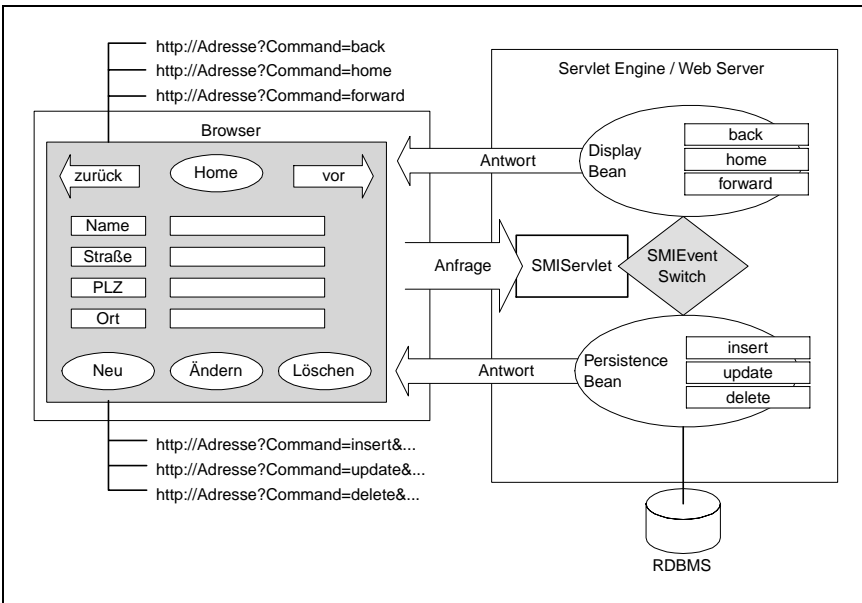 http://Adresse?Command=back
http://Adresse?Command=home
http://Adresse?Command=forward
Browser
zurück
Home
vor
Name
Straße
PLZ
Ort
Neu
Ändern
Löschen
http://Adresse?Command=insert&...
http://Adresse?Command=update&...
http://Adresse?Command=delete&...
Antwort
Anfrage
Antwort
Servlet Engine / Web Server
Display
Bean
back
home
forward
SMIServlet
SMIEvent
Switch
Persistence
Bean
insert
update
delete
RDBMS